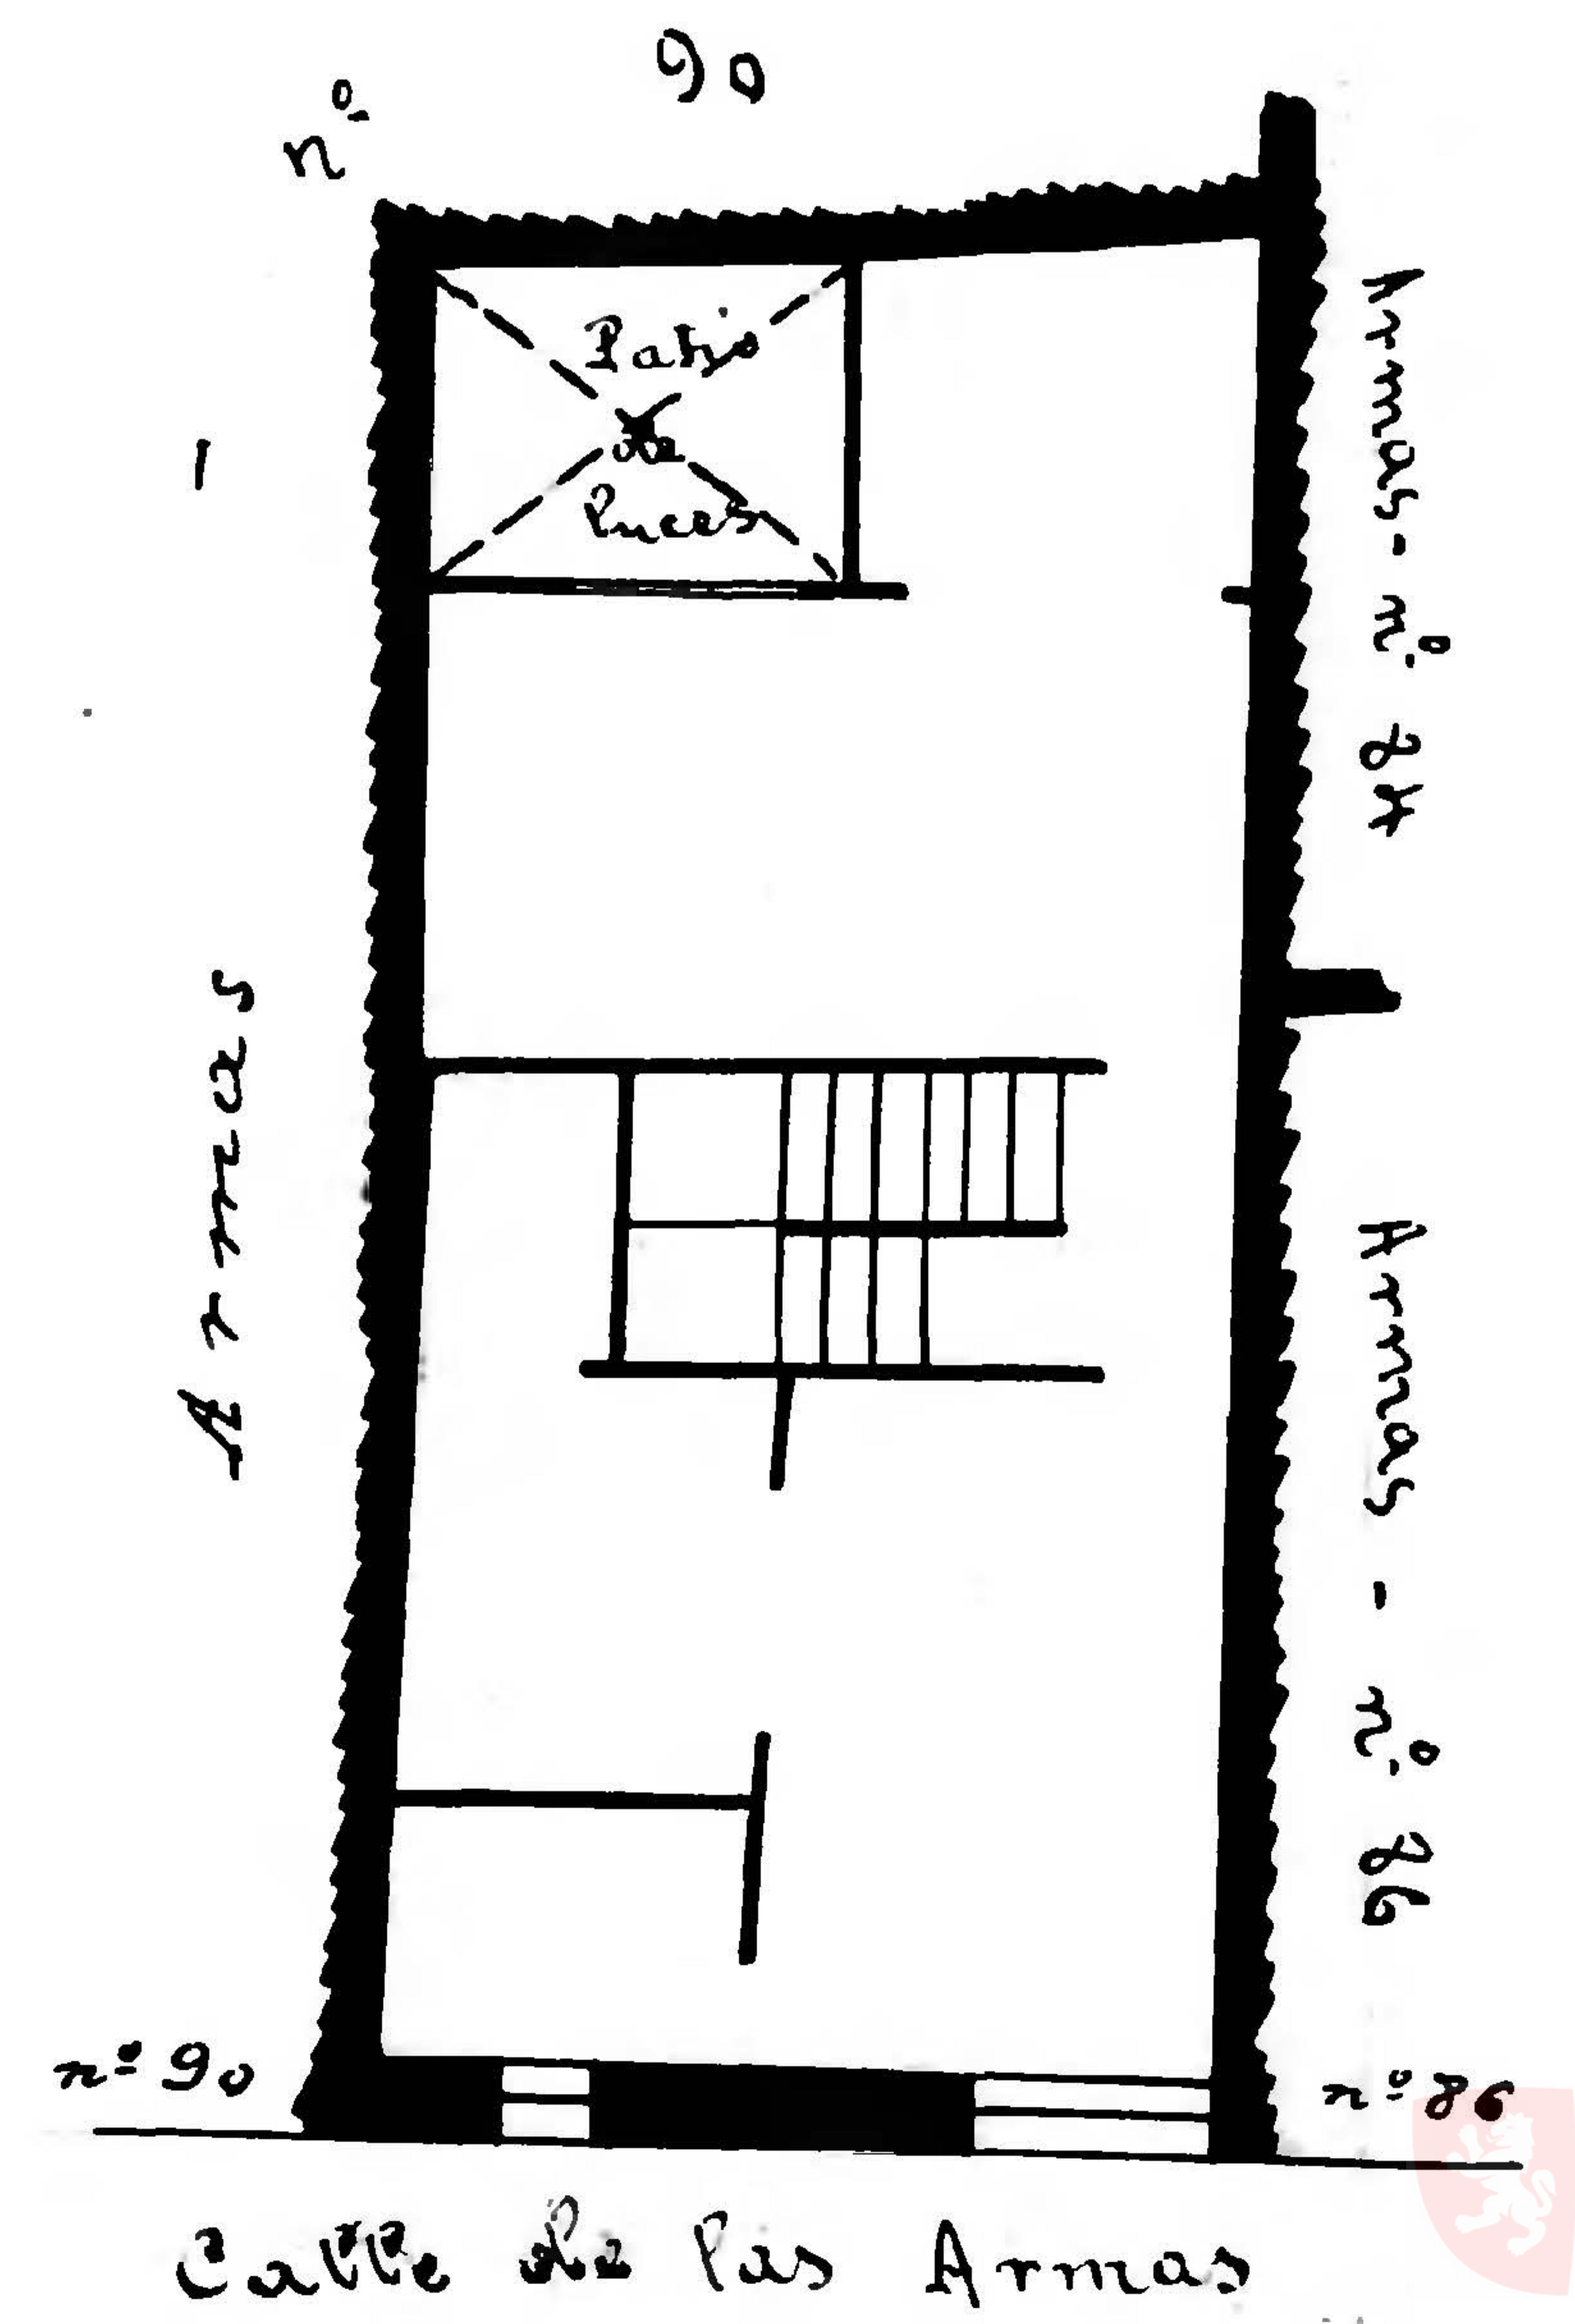 nº 90
Patio
de
luces
Armas -
Armas - nº 84
Armas - nº 86
nº 90
nº 86
Calle de las Armas